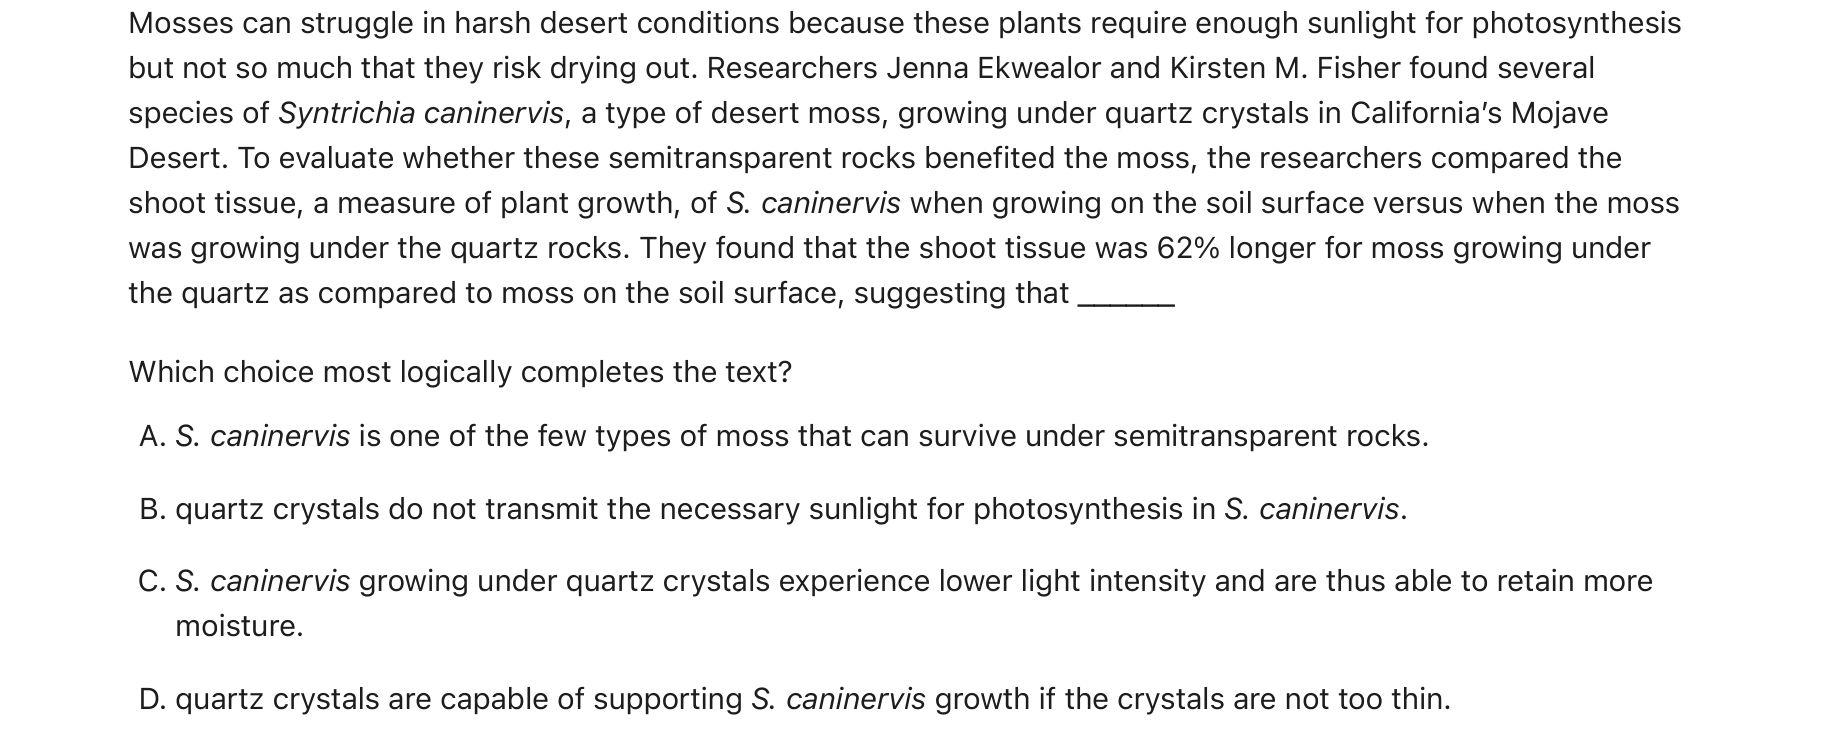 Mosses can struggle in harsh desert conditions because these plants require enough sunlight for photosynthesis
but not so much that they risk drying out. Researchers Jenna Ekwealor and Kirsten M. Fisher found several
species of Syntrichia caninervis, a type of desert moss, growing under quartz crystals in California’s Mojave
Desert. To evaluate whether these semitransparent rocks benefited the moss, the researchers compared the
shoot tissue, a measure of plant growth, of S. caninervis when growing on the soil surface versus when the moss
was growing under the quartz rocks. They found that the shoot tissue was 62% longer for moss growing under
the quartz as compared to moss on the soil surface, suggesting that ______
Which choice most logically completes the text?
A. S. caninervis is one of the few types of moss that can survive under semitransparent rocks.
B. quartz crystals do not transmit the necessary sunlight for photosynthesis in S. caninervis.
C. S. caninervis growing under quartz crystals experience lower light intensity and are thus able to retain more
moisture.
D. quartz crystals are capable of supporting S. caninervis growth if the crystals are not too thin.